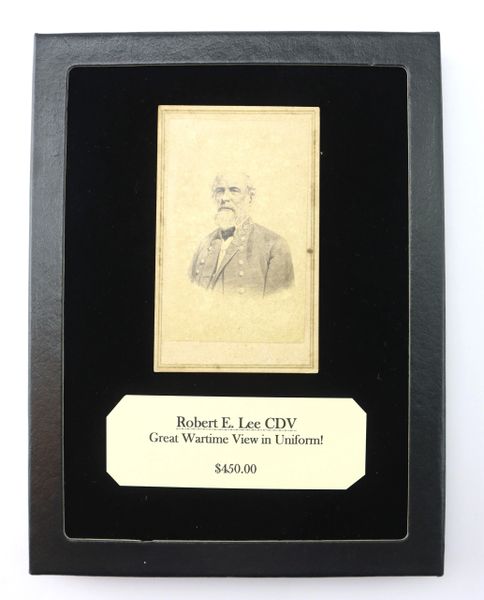 Robert E. Lee CDV
Great Wartime View in Uniform!
$450.00